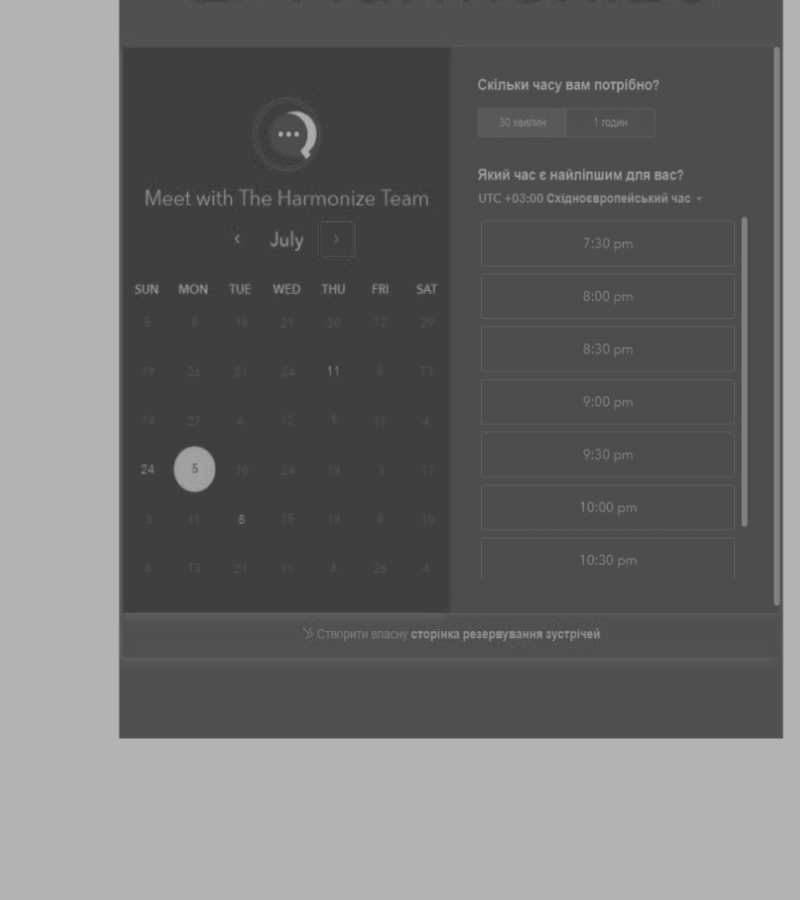 Meet with The Harmonize Team
July
SUN MON TUE WED THU FRI SAT
5 8 16 21 20 12 29
19 26 21 24 11 6 13
14 27 6 12 9 11 4
24 5 10 24 19 3 17
3 11 8 15 19 8 10
8 13 21 11 4 26 4
Скільки часу вам потрібно?
30 хвилин 1 годин
Який час є найліпшим для вас?
UTC +03:00 Східноєвропейський час
7:30 pm
8:00 pm
8:30 pm
9:00 pm
9:30 pm
10:00 pm
10:30 pm
Створити власну сторінка резервування зустрічей